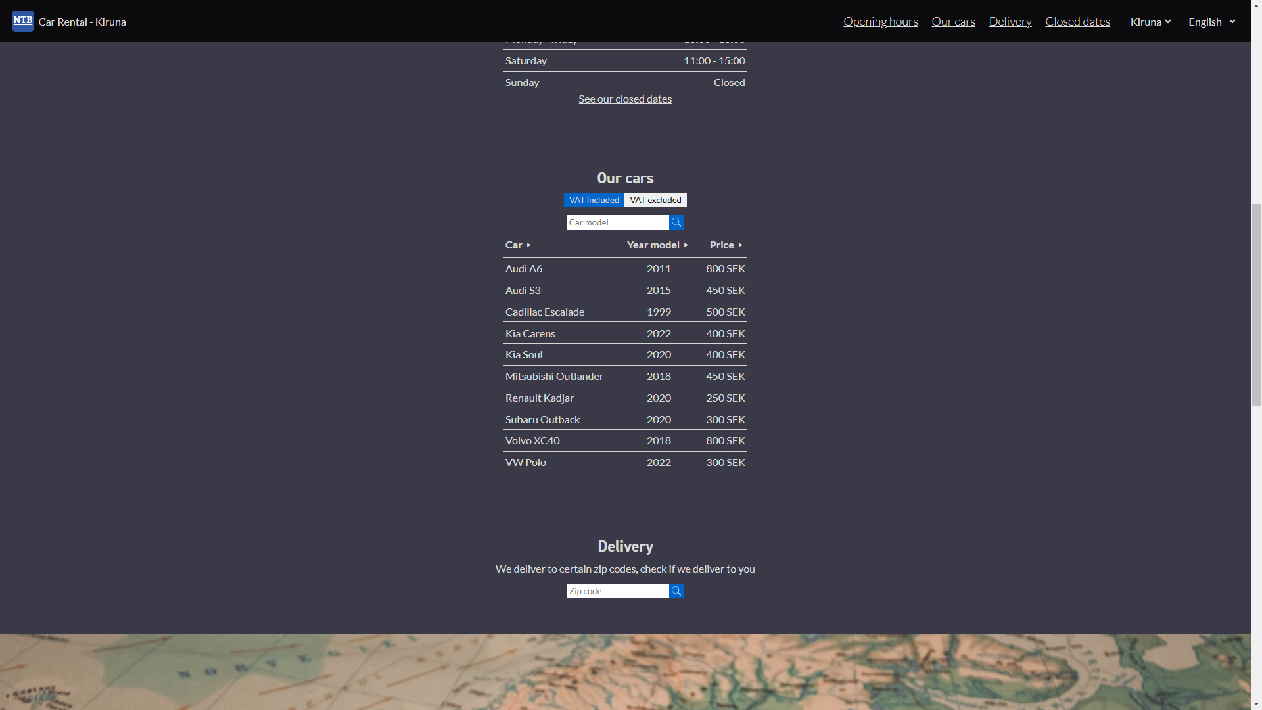 NTB Car Rental - Kiruna Opening hours Our cars Delivery Closed dates Kiruna English
Saturday 11:00 - 15:00
Sunday Closed
See our closed dates
Our cars
VAT included VAT excluded
Car model
Car Year model Price
Audi A6 2011 800 SEK
Audi S3 2015 450 SEK
Cadillac Escalade 1999 500 SEK
Kia Carens 2022 400 SEK
Kia Soul 2020 400 SEK
Mitsubishi Outlander 2018 450 SEK
Renault Kadjar 2020 250 SEK
Subaru Outback 2020 300 SEK
Volvo XC40 2018 800 SEK
VW Polo 2022 300 SEK
Delivery
We deliver to certain zip codes, check if we deliver to you
Zip code